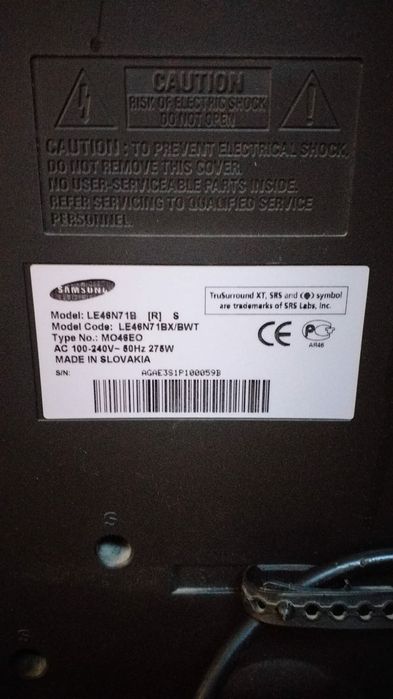 CAUTION
RISK OF ELECTRIC SHOCK
DO NOT OPEN
CAUTION : TO PREVENT ELECTRICAL SHOCK,
DO NOT REMOVE THIS COVER.
NO USER-SERVICEABLE PARTS INSIDE.
REFER SERVICING TO QUALIFIED SERVICE
PERSONNEL.
SAMSUNG
TruSurround XT, SRS and (●) symbol
are trademarks of SRS Labs, Inc.
Model: LE46N71B [R] S
Model Code: LE46N71BX/BWT
Type No.: MO46EO
AC 100-240V~ 60Hz 275W
MADE IN SLOVAKIA
CE
AR46
S/N: AGAE3S1P100059B
S
S